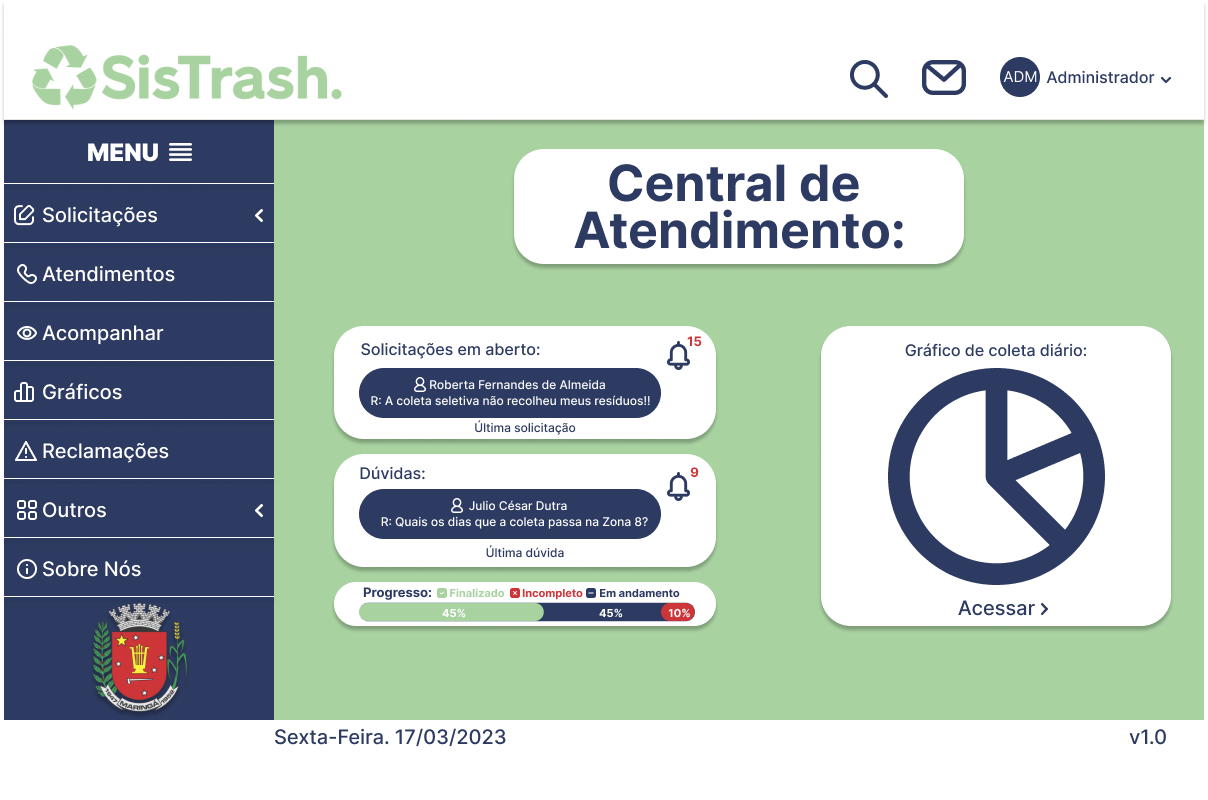 SisTrash.
ADM Administrador
MENU
Solicitações
Atendimentos
Acompanhar
Gráficos
Reclamações
Outros
Sobre Nós
MARINGÁ
Central de
Atendimento:
Solicitações em aberto:
15
Roberta Fernandes de Almeida
R: A coleta seletiva não recolheu meus resíduos!!
Última solicitação
Dúvidas:
9
Julio César Dutra
R: Quais os dias que a coleta passa na Zona 8?
Última dúvida
Progresso: Finalizado Incompleto Em andamento
45% 45% 10%
Gráfico de coleta diário:
Acessar
Sexta-Feira. 17/03/2023
v1.0